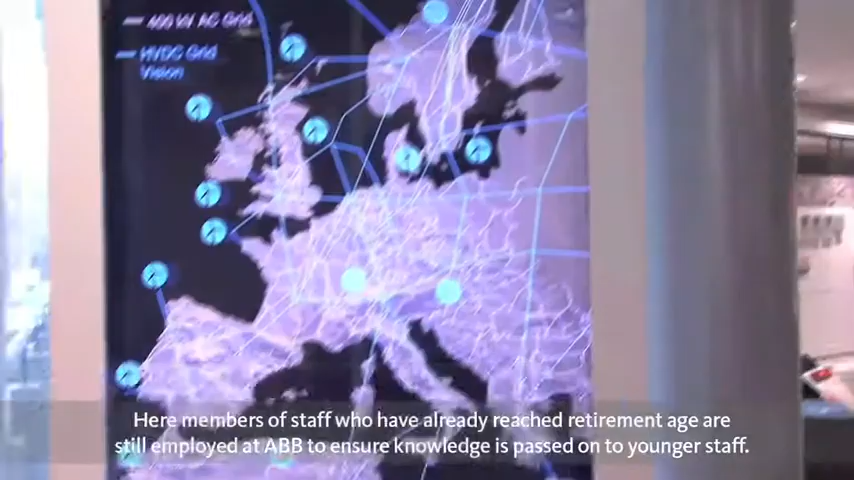 400 kV AC Grid
HVDC Grid
Vision
Here members of staff who have already reached retirement age are
still employed at ABB to ensure knowledge is passed on to younger staff.